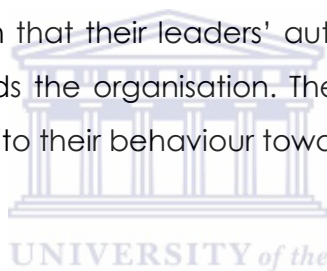 n that their leaders’ aut
ds the organisation. The
to their behaviour towa
UNIVERSITY of the